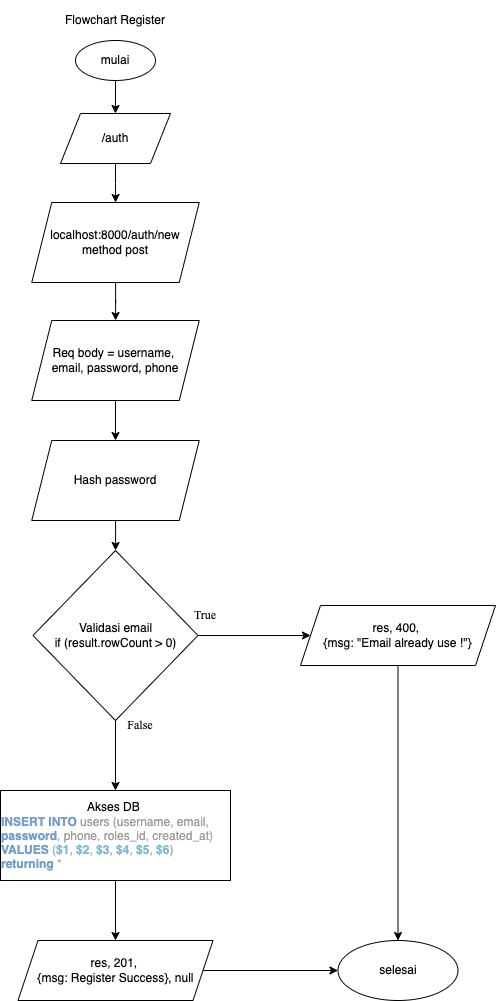 Flowchart Register
mulai
/auth
localhost:8000/auth/new
method post
Req body = username,
email, password, phone
Hash password
Validasi email
if (result.rowCount > 0)
True
res, 400,
{msg: "Email already use !"}
False
Akses DB
INSERT INTO users (username, email,
password, phone, roles_id, created_at)
VALUES ($1, $2, $3, $4, $5, $6)
returning *
res, 201,
{msg: Register Success}, null
selesai